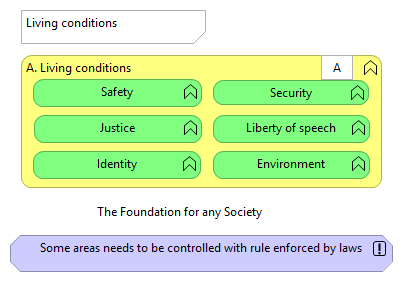 Living conditions
A. Living conditions A
Safety Security
Justice Liberty of speech
Identity Environment
The Foundation for any Society
Some areas needs to be controlled with rule enforced by laws !